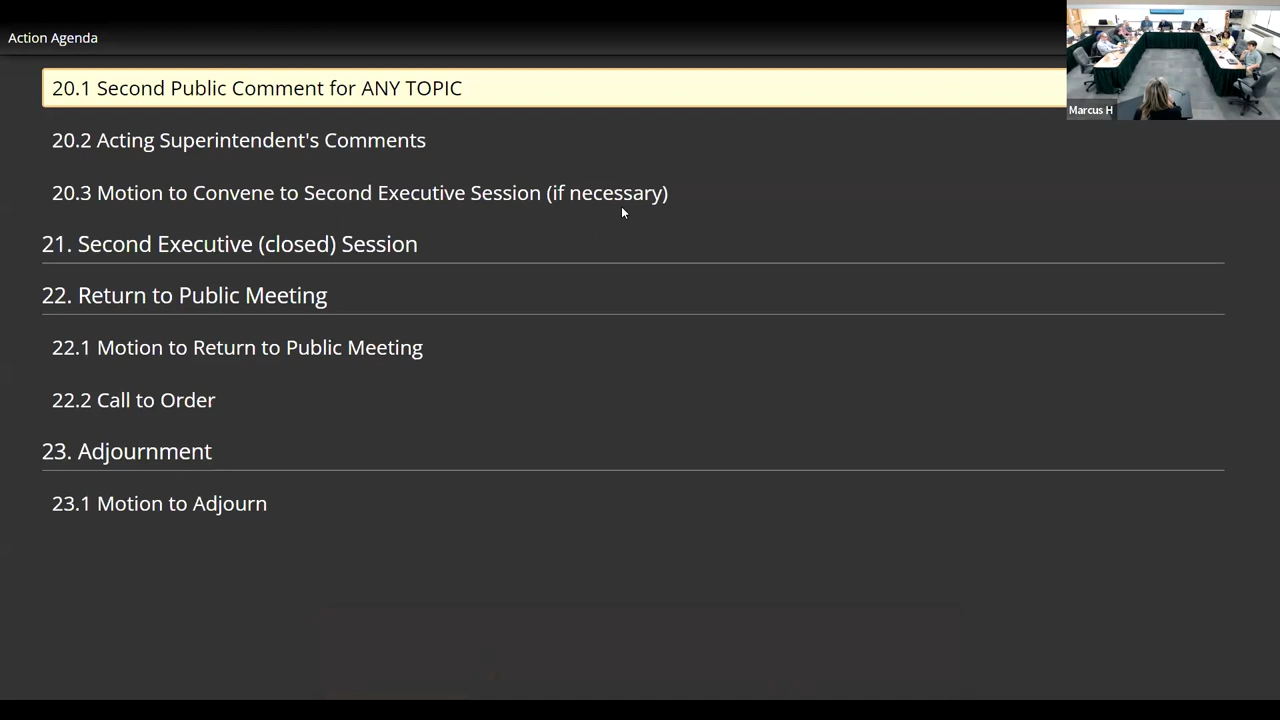 Action Agenda
20.1 Second Public Comment for ANY TOPIC
20.2 Acting Superintendent's Comments
20.3 Motion to Convene to Second Executive Session (if necessary)
21. Second Executive (closed) Session
22. Return to Public Meeting
22.1 Motion to Return to Public Meeting
22.2 Call to Order
23. Adjournment
23.1 Motion to Adjourn
Marcus H